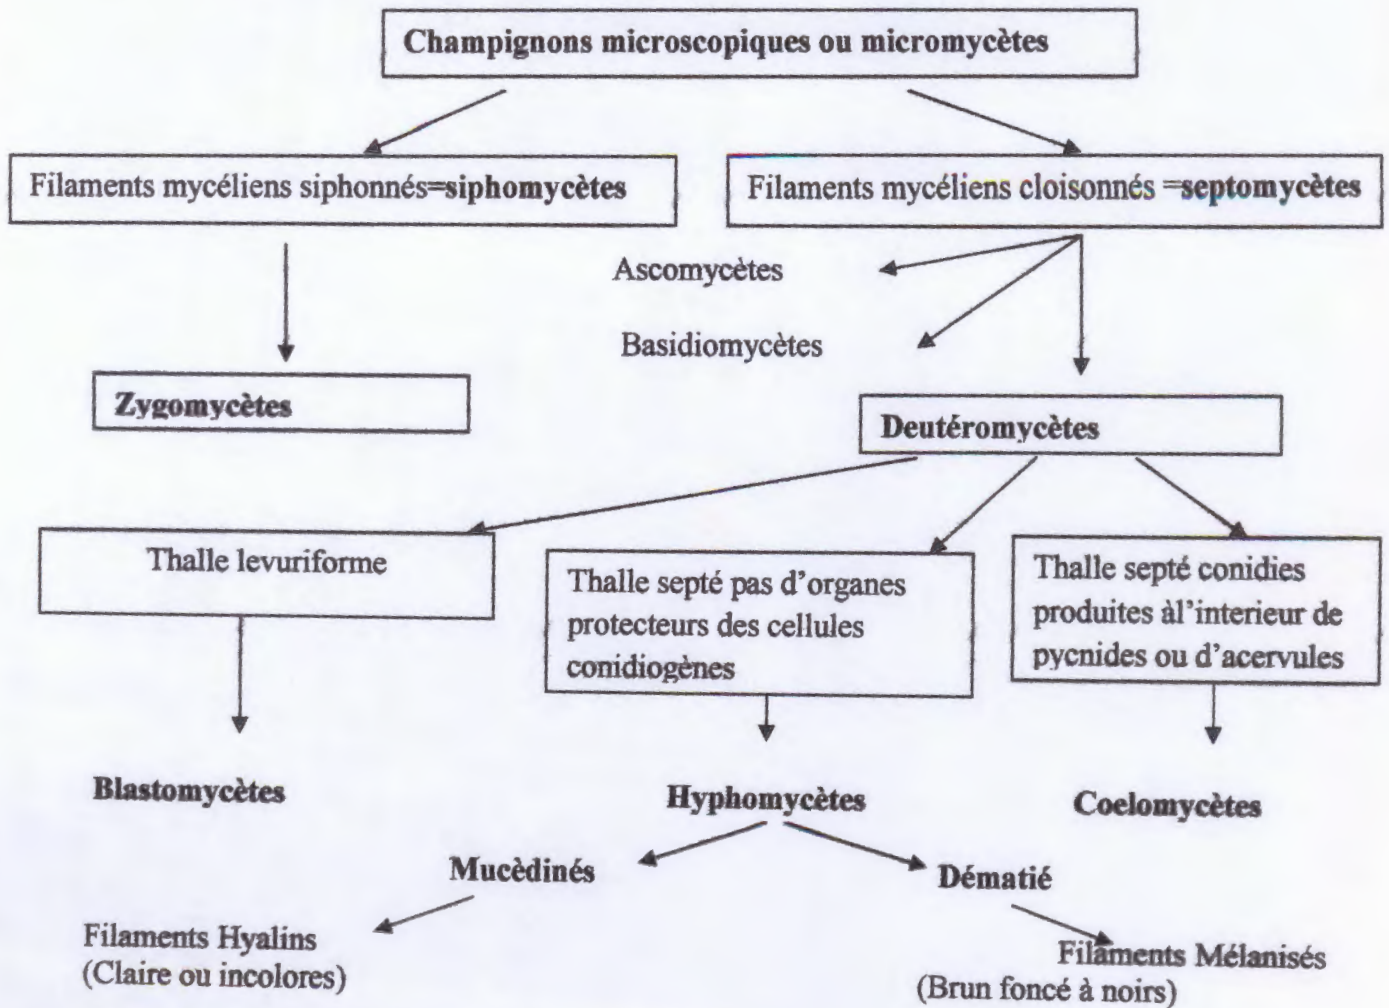 Champignons microscopiques ou micromycètes
Filaments mycéliens siphonnés=siphomycètes
Filaments mycéliens cloisonnés =septomycètes
Ascomycètes
Basidiomycètes
Zygomycètes
Deutéromycètes
Thalle levuriforme
Thalle septé pas d'organes
protecteurs des cellules
conidiogènes
Thalle septé conidies
produites àl'interieur de
pycnides ou d'acervules
Blastomycètes
Hyphomycètes
Coelomycètes
Mucèdinés
Dématié
Filaments Hyalins
(Claire ou incolores)
Filaments Mélanisés
(Brun foncé à noirs)